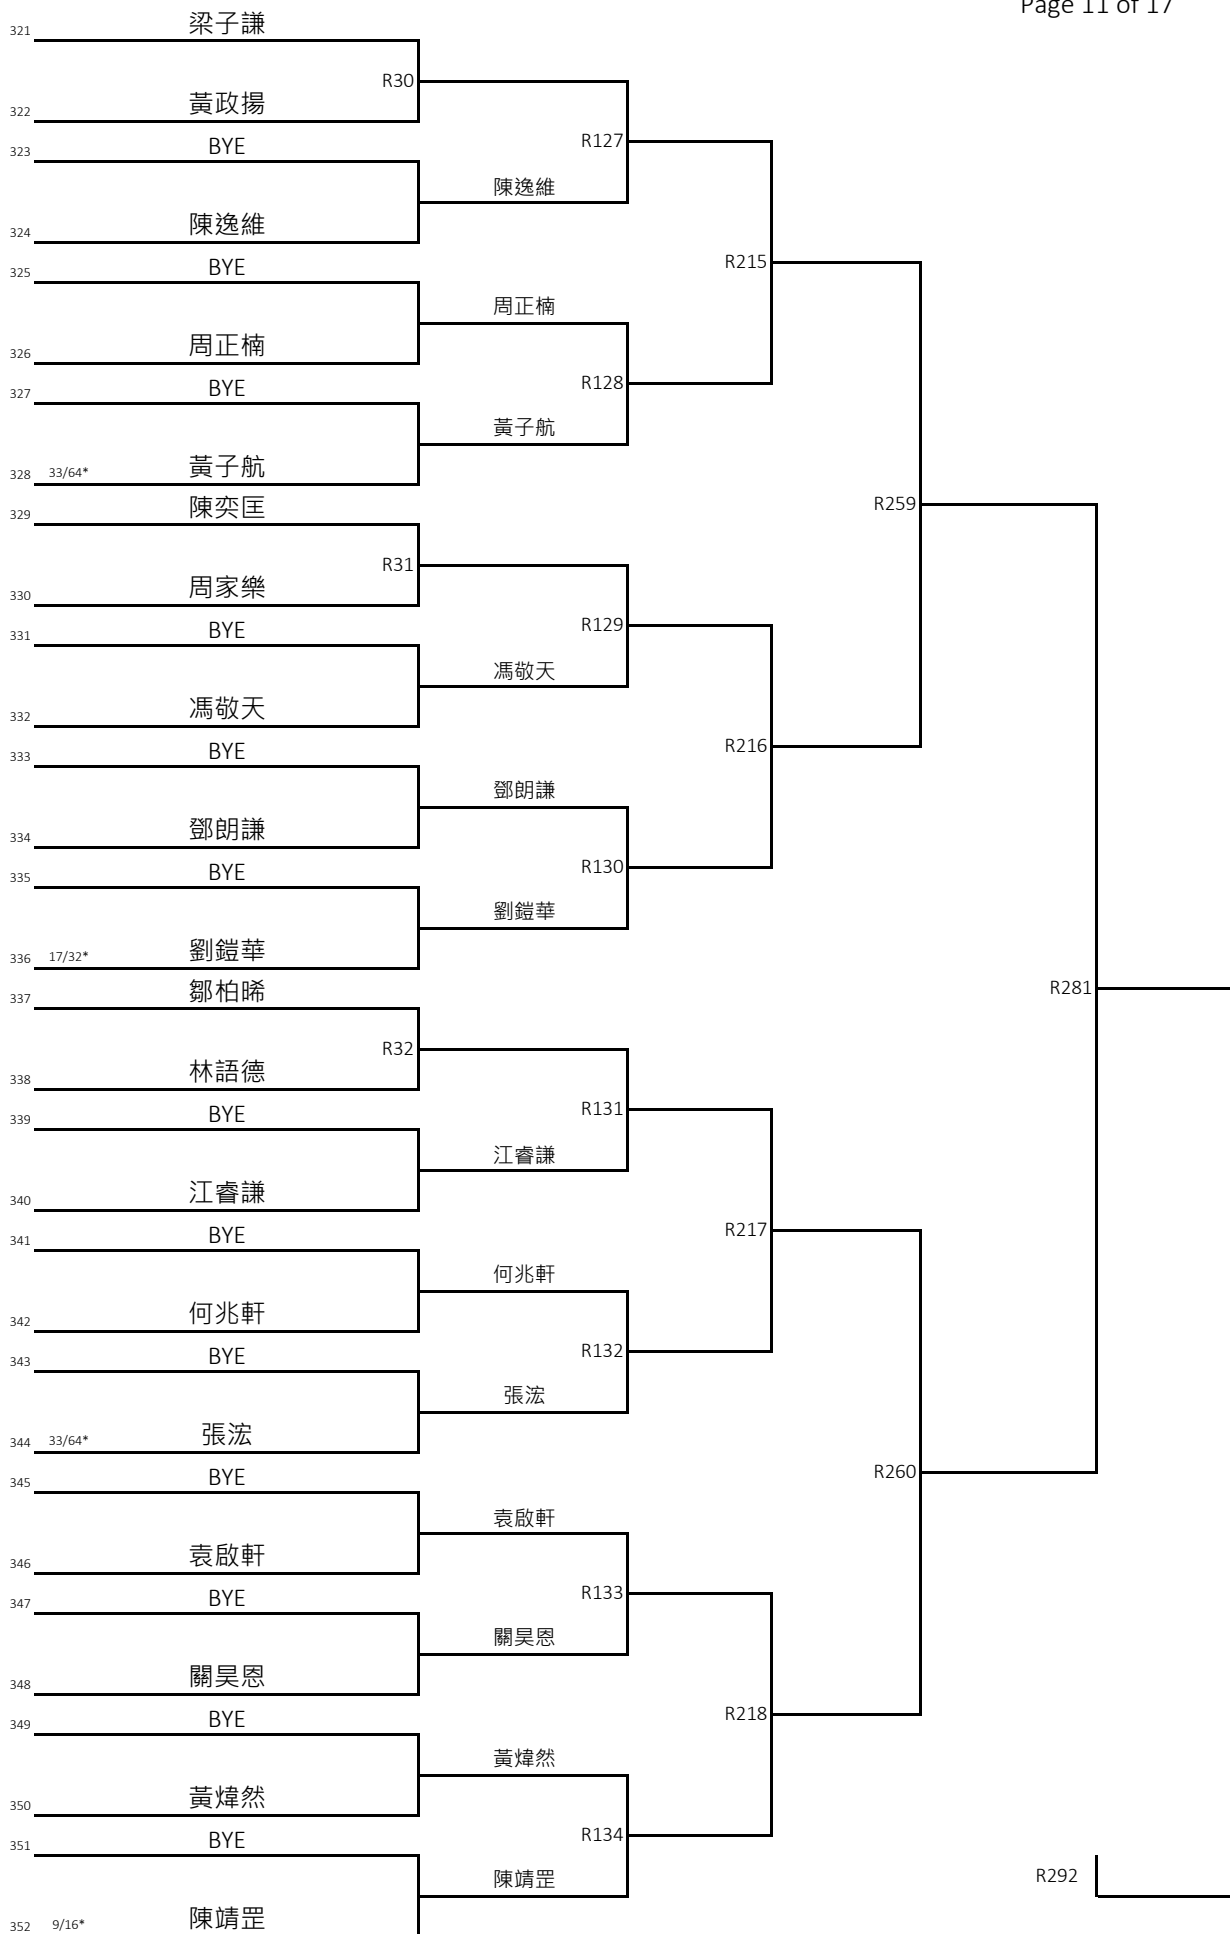 Page 11 of 17
321 梁子謙
R30
322 黃政揚
323 BYE
R127
陳逸維
324 陳逸維
R215
325 BYE
周正楠
326 周正楠
R128
327 BYE
黃子航
328 33/64* 黃子航
329 陳奕匡
R259
R31
330 周家樂
331 BYE
R129
馮敬天
332 馮敬天
R216
333 BYE
鄧朗謙
334 鄧朗謙
R130
335 BYE
劉鎧華
336 17/32* 劉鎧華
337 鄒柏晞
R281
R32
338 林語德
339 BYE
R131
江睿謙
340 江睿謙
R217
341 BYE
何兆軒
342 何兆軒
R132
343 BYE
張浤
344 33/64* 張浤
345 BYE
R260
袁啟軒
346 袁啟軒
R133
347 BYE
關昊恩
348 關昊恩
R218
349 BYE
黃煒然
350 黃煒然
R134
351 BYE
陳靖罡
R292
352 9/16* 陳靖罡